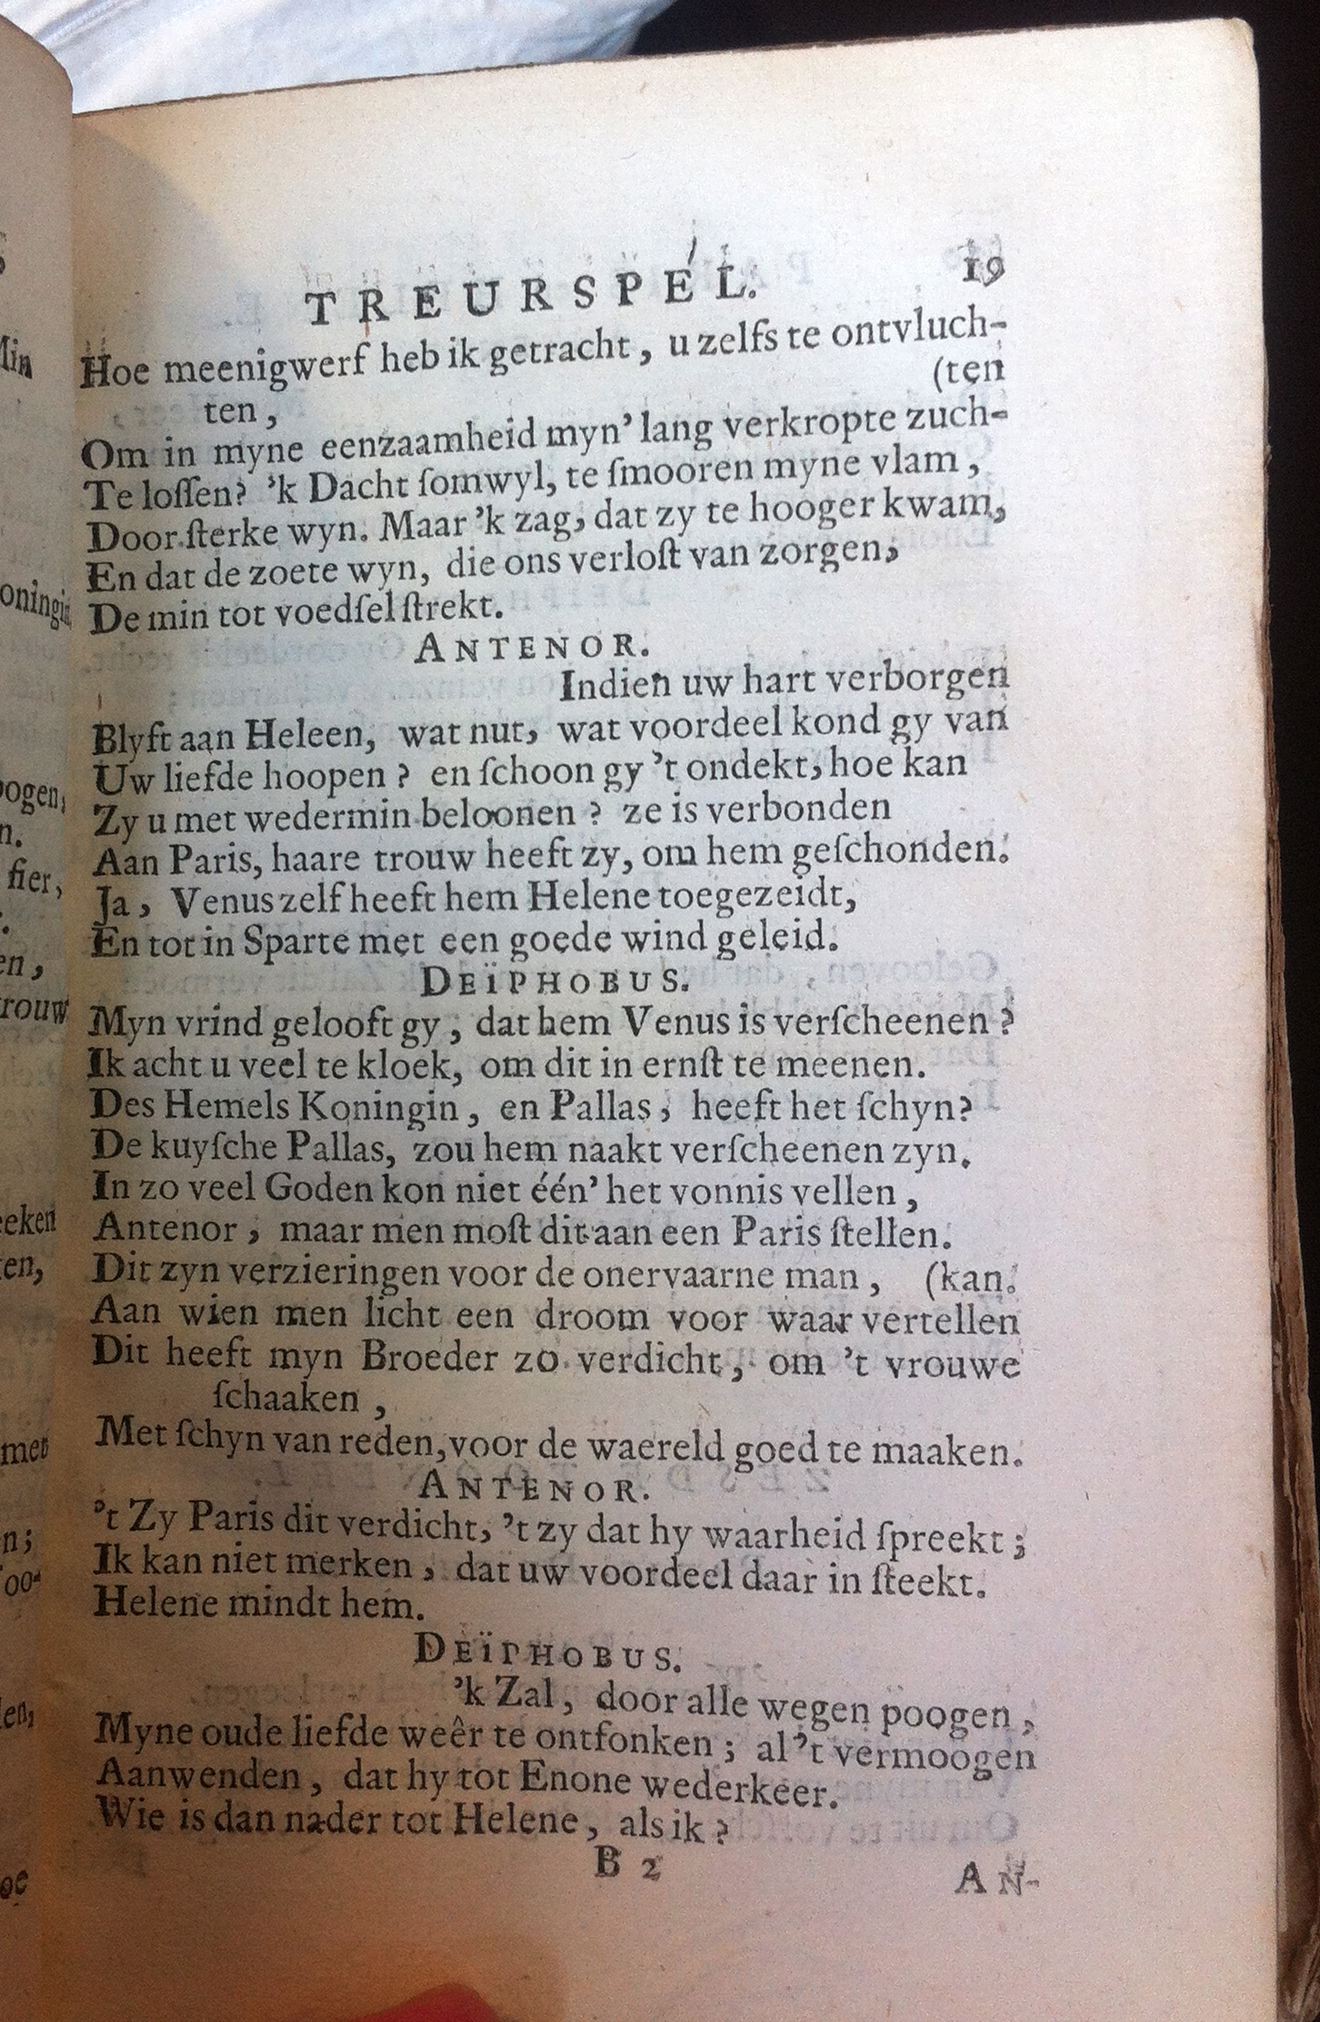 TREURSPEL. 19
Hoe meenigwerf heb ik getracht, u zelfs te ontvluch-
(ten
ten,
Om in myne eenzaamheid myn' lang verkropte zuch-
Te loſſen? 'k Dacht ſomwyl, te ſmooren myne vlam,
Door ſterke wyn. Maar 'k zag, dat zy te hooger kwam,
En dat de zoete wyn, die ons verloſt van zorgen,
De min tot voedſel ſtrekt.
ANTENOR.
Indien uw hart verborgen
Blyft aan Heleen, wat nut, wat voordeel kond gy van
Uw liefde hoopen? en ſchoon gy 't ondekt, hoe kan
Zy u met wedermin beloonen? ze is verbonden
Aan Paris, haare trouw heeft zy, om hem geſchonden.
Ja, Venus zelf heeft hem Helene toegezeidt,
En tot in Sparte met een goede wind geleid.
DEÏPHOBUS.
Myn vrind gelooft gy, dat hem Venus is verſcheenen?
Ik acht u veel te kloek, om dit in ernſt te meenen.
Des Hemels Koningin, en Pallas, heeft het ſchyn?
De kuyſche Pallas, zou hem naakt verſcheenen zyn.
In zo veel Goden kon niet één' het vonnis vellen,
Antenor, maar men moſt dit aan een Paris ſtellen.
Dit zyn verzieringen voor de onervaarne man, (kan.
Aan wien men licht een droom voor waar vertellen
Dit heeft myn Broeder zo verdicht, om 't vrouwe
ſchaaken,
Met ſchyn van reden, voor de waereld goed te maaken.
ANTENOR.
't Zy Paris dit verdicht, 't zy dat hy waarheid ſpreekt;
Ik kan niet merken, dat uw voordeel daar in ſteekt.
Helene mindt hem.
DEÏPHOBUS.
'k Zal, door alle wegen poogen,
Myne oude liefde weêr te ontfonken; al 't vermoogen
Aanwenden, dat hy tot Enone wederkeer.
Wie is dan nader tot Helene, als ik?
B 2 AN-